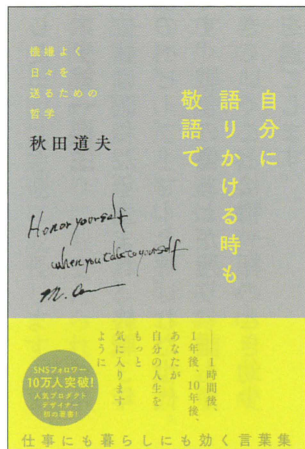 自分に
語りかける時も
敬語で
機嫌よく
日々を
送るための
哲学
秋田道夫
Honor yourself
when you talk to yourself
――1時間後、
1年後、10年後、
あなたが
自分の人生を
もっと
気に入ります
ように
SNSフォロワー
10万人突破!
人気プロダクト
デザイナー
初の著書!
仕事にも暮らしにも効く言葉集